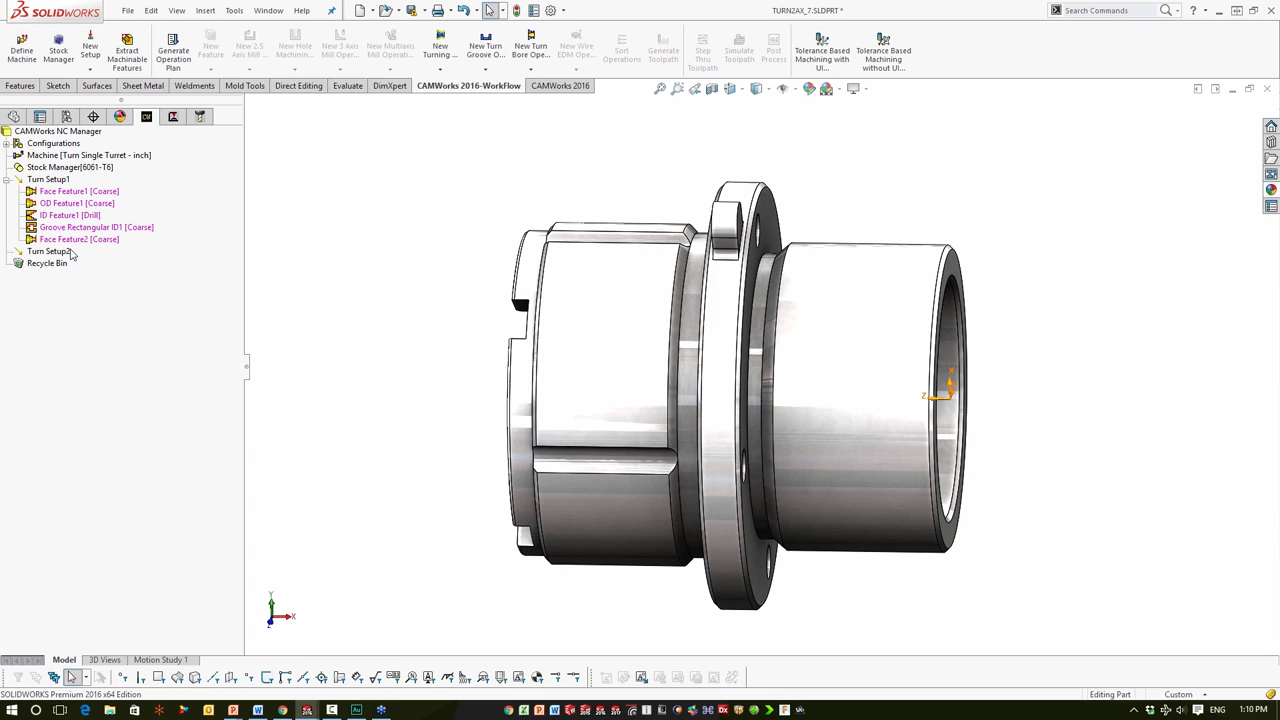 SOLIDWORKS
File
Edit
View
Insert
Tools
Window
Help
TURN2AX_7.SLDPRT *
Search Commands
Define
Machine
Stock
Manager
New
Setup
Extract
Machinable
Features
Generate
Operation
Plan
New
Feature
New 2.5
Axis Mill ...
New Hole
Machinin...
New 3 Axis
Mill Oper...
New Multiaxis
Mill Operati...
New
Turning ...
New Turn
Groove O...
New Turn
Bore Ope...
New Wire
EDM Ope...
Sort
Operations
Generate
Toolpath
Step
Thru
Toolpath
Simulate
Toolpath
Post
Process
Tolerance Based
Machining with
UI...
Tolerance Based
Machining
without UI...
Features
Sketch
Surfaces
Sheet Metal
Weldments
Mold Tools
Direct Editing
Evaluate
DimXpert
CAMWorks 2016-WorkFlow
CAMWorks 2016
CAMWorks NC Manager
Configurations
Machine [Turn Single Turret - inch]
Stock Manager[6061-T6]
Turn Setup1
Face Feature1 [Coarse]
OD Feature1 [Coarse]
ID Feature1 [Drill]
Groove Rectangular ID1 [Coarse]
Face Feature2 [Coarse]
Turn Setup2
Recycle Bin
X
Z
Y
X
Z
Model
3D Views
Motion Study 1
SOLIDWORKS Premium 2016 x64 Edition
Editing Part
Custom
ENG
1:10 PM